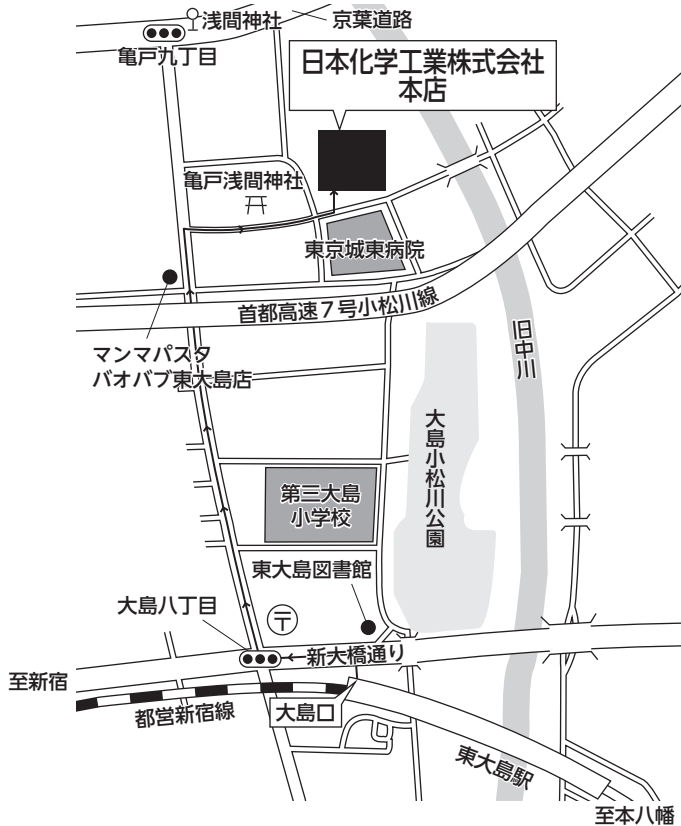 浅間神社
京葉道路
亀戸九丁目
日本化学工業株式会社
本店
亀戸浅間神社
東京城東病院
首都高速７号小松川線
マンマパスタ
バオバブ東大島店
旧中川
大島小松川公園
第三大島
小学校
東大島図書館
大島八丁目
〒
新大橋通り
至新宿
都営新宿線
大島口
東大島駅
至本八幡